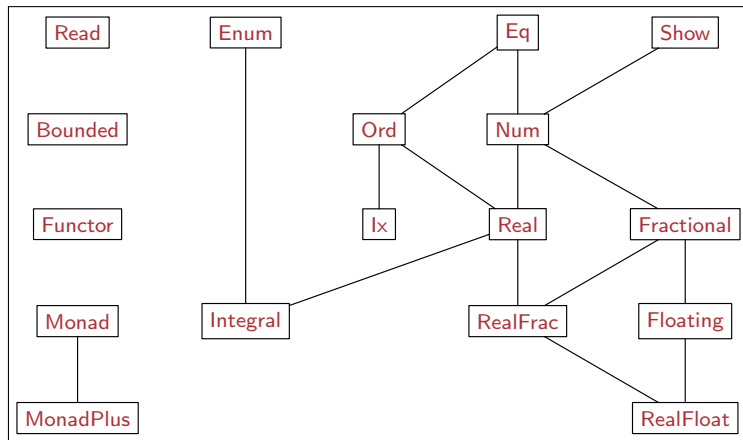 Read Enum Eq Show
Bounded Ord Num
Functor Ix Real Fractional
Monad Integral RealFrac Floating
MonadPlus RealFloat